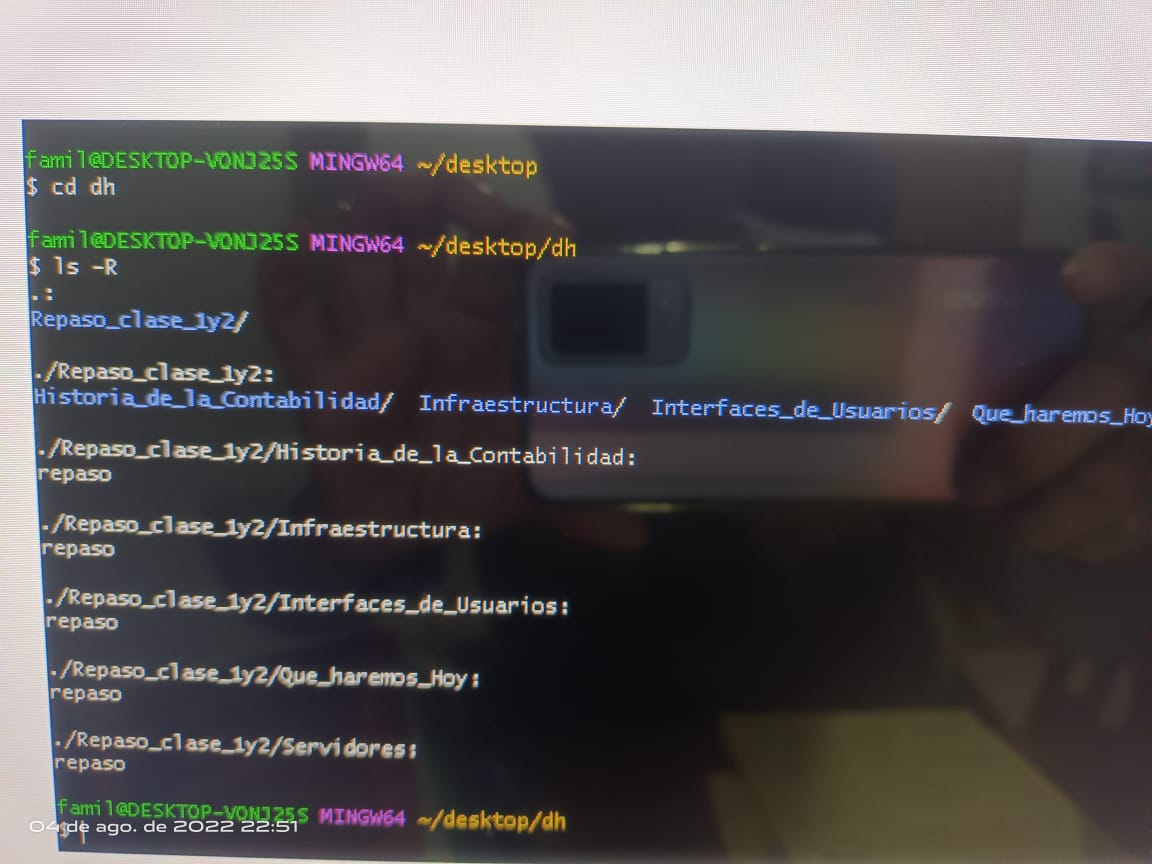 famil@DESKTOP-VONJ25S MINGW64 ~/desktop
$ cd dh
famil@DESKTOP-VONJ25S MINGW64 ~/desktop/dh
$ ls -R
.:
Repaso_clase_1y2/
./Repaso_clase_1y2:
Historia_de_la_Contabilidad/ Infraestructura/ Interfaces_de_Usuarios/ Que_haremos_Hoy
./Repaso_clase_1y2/Historia_de_la_Contabilidad:
repaso
./Repaso_clase_1y2/Infraestructura:
repaso
./Repaso_clase_1y2/Interfaces_de_Usuarios:
repaso
./Repaso_clase_1y2/Que_haremos_Hoy:
repaso
./Repaso_clase_1y2/Servidores:
repaso
famil@DESKTOP-VONJ25S MINGW64 ~/desktop/dh
$
04 de ago. de 2022 22:51